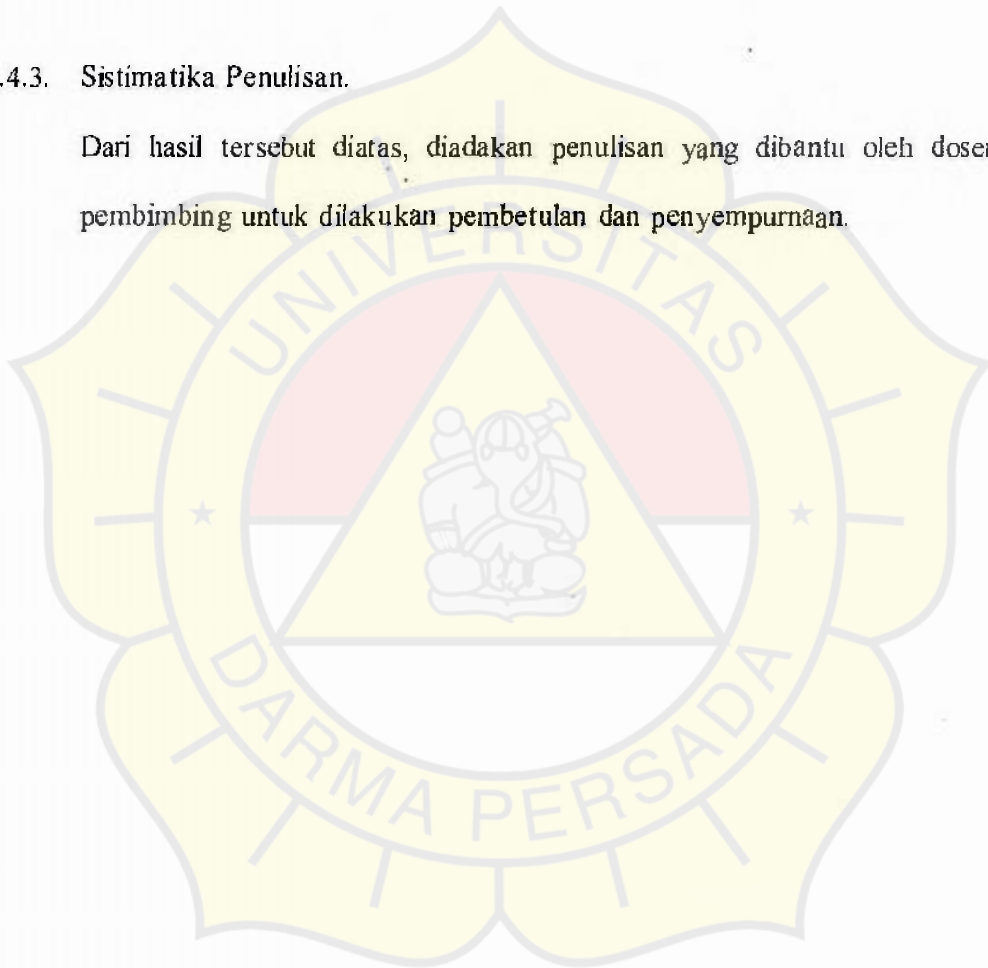 .4.3. Sistimatika Penulisan.
Dari hasil tersebut diatas, diadakan penulisan yang dibantu oleh dosen
pembimbing untuk dilakukan pembetulan dan penyempurnaan.
UNIVERSITAS
DARMA PERSADA